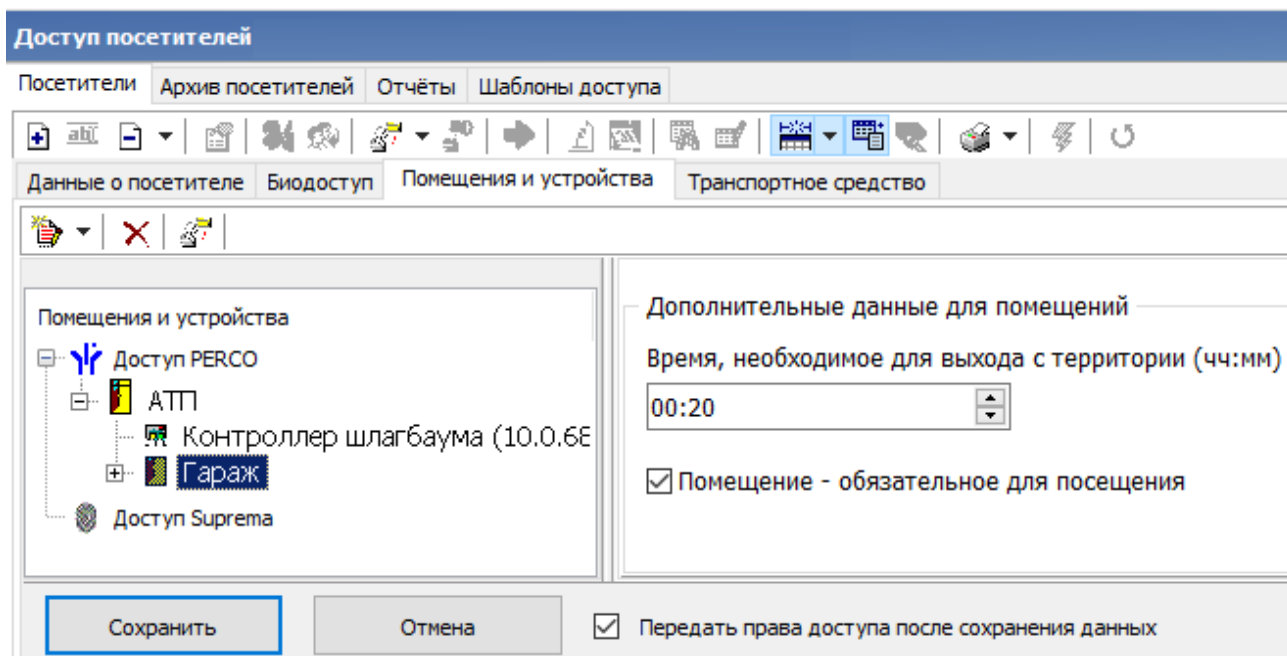 Доступ посетителей
Посетители Архив посетителей Отчёты Шаблоны доступа
Данные о посетителе Биодоступ Помещения и устройства Транспортное средство
Помещения и устройства
Доступ PERCO
АТП
Контроллер шлагбаума (10.0.68
Гараж
Доступ Suprema
Дополнительные данные для помещений
Время, необходимое для выхода с территории (чч:мм)
00:20
Помещение - обязательное для посещения
Сохранить Отмена Передать права доступа после сохранения данных